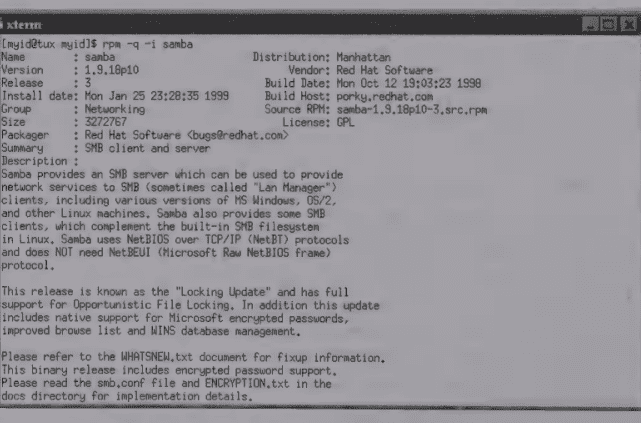 xterm
[myid@tux myid]$ rpm -q -i samba
Name        : samba                    Distribution: Manhattan
Version     : 1.9.18p10                      Vendor: Red Hat Software
Release     : 3                          Build Date: Mon Oct 12 19:03:23 1998
Install date: Mon Jan 25 23:28:35 1999   Build Host: porky.redhat.com
Group       : Networking                 Source RPM: samba-1.9.18p10-3.src.rpm
Size        : 3272767                       License: GPL
Packager    : Red Hat Software <bugs@redhat.com>
Summary     : SMB client and server
Description :
Samba provides an SMB server which can be used to provide
network services to SMB (sometimes called "Lan Manager")
clients, including various versions of MS Windows, OS/2,
and other Linux machines. Samba also provides some SMB
clients, which complement the built-in SMB filesystem
in Linux. Samba uses NetBIOS over TCP/IP (NetBT) protocols
and does NOT need NetBEUI (Microsoft Raw NetBIOS frame)
protocol.
This release is known as the "Locking Update" and has full
support for Opportunistic File Locking. In addition this update
includes native support for Microsoft encrypted passwords,
improved browse list and WINS database management.
Please refer to the WHATSNEW.txt document for fixup information.
This binary release includes encrypted password support.
Please read the smb.conf file and ENCRYPTION.txt in the
docs directory for implementation details.